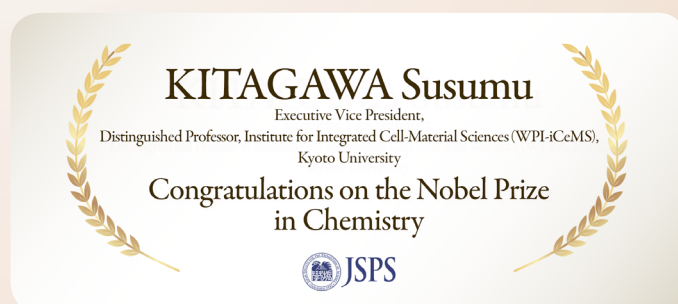 KITAGAWA Susumu
Executive Vice President,
Distinguished Professor, Institute for Integrated Cell-Material Sciences (WPI-iCeMS),
Kyoto University
Congratulations on the Nobel Prize
in Chemistry
JSPS